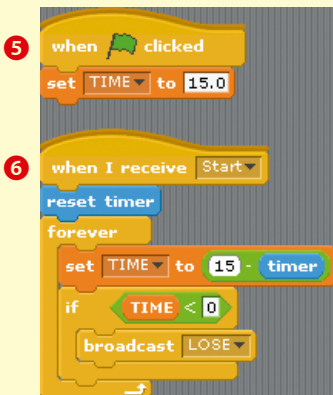 5
when clicked
set TIME to 15.0
6
when I receive Start
reset timer
forever
set TIME to 15 - timer
if TIME < 0
broadcast LOSE